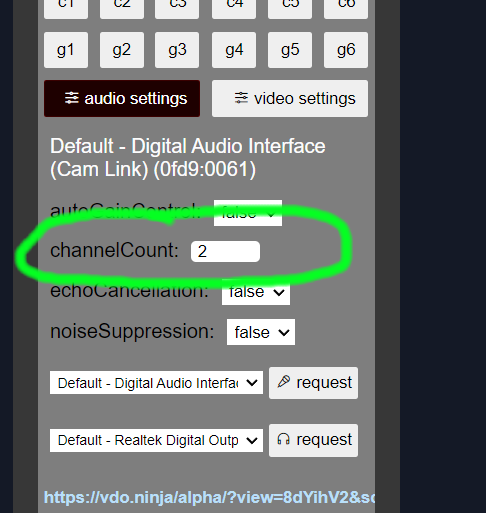 c1 c2 c3 c4 c5 c6
g1 g2 g3 g4 g5 g6
audio settings video settings
Default - Digital Audio Interface
(Cam Link) (0fd9:0061)
autoGainControl: false
channelCount: 2
echoCancellation: false
noiseSuppression: false
Default - Digital Audio Interfac request
Default - Realtek Digital Outp request
https://vdo.ninja/alpha/?view=8dYihV2&sc